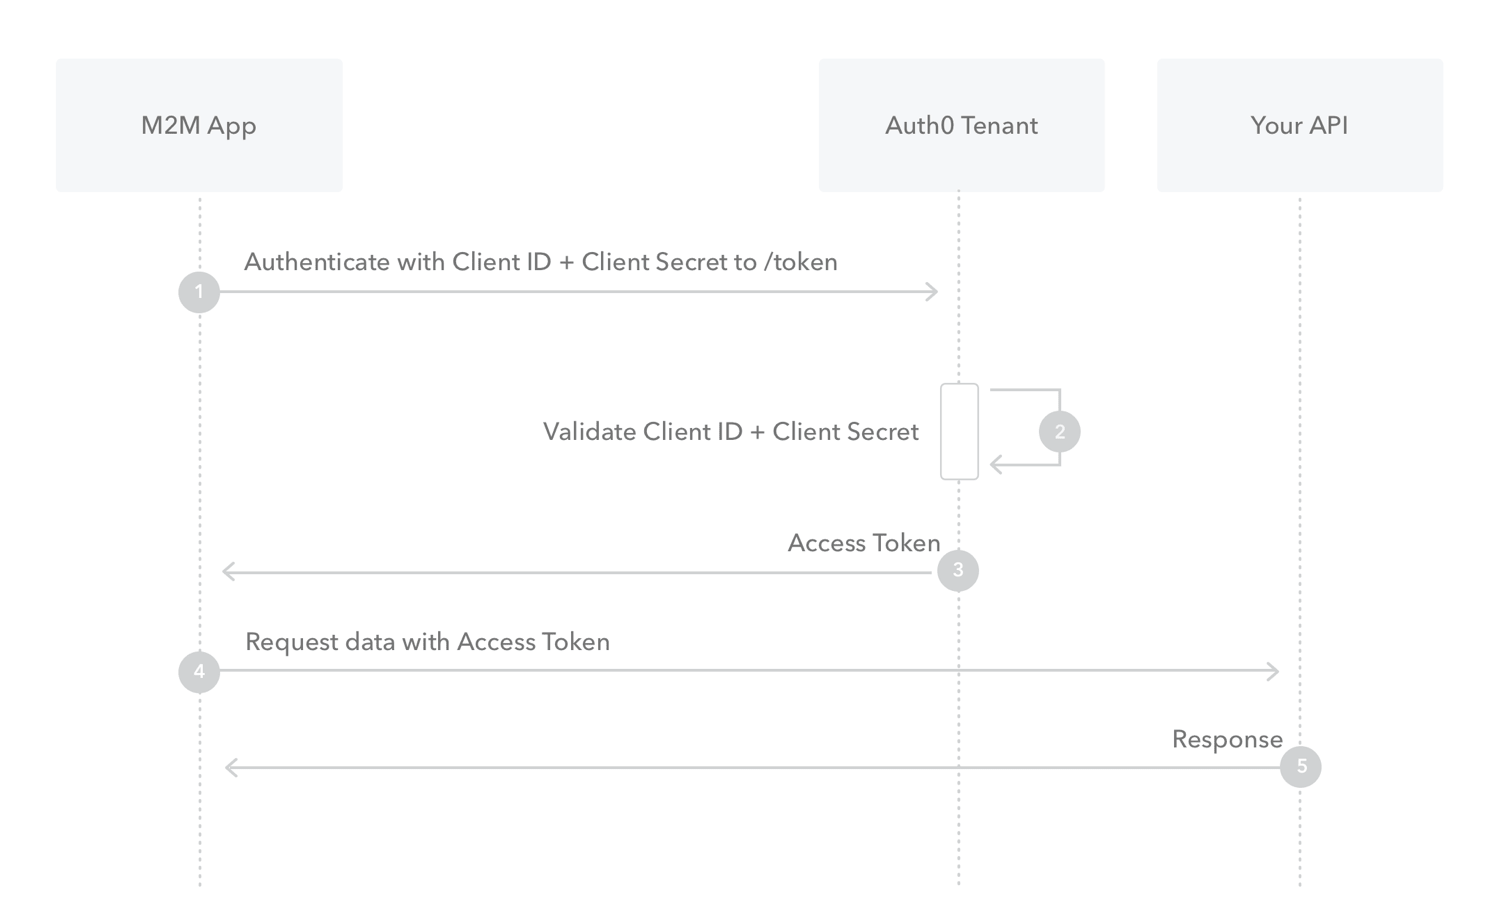 M2M App
Auth0 Tenant
Your API
Authenticate with Client ID + Client Secret to /token
1
Validate Client ID + Client Secret
2
Access Token
3
Request data with Access Token
4
Response
5